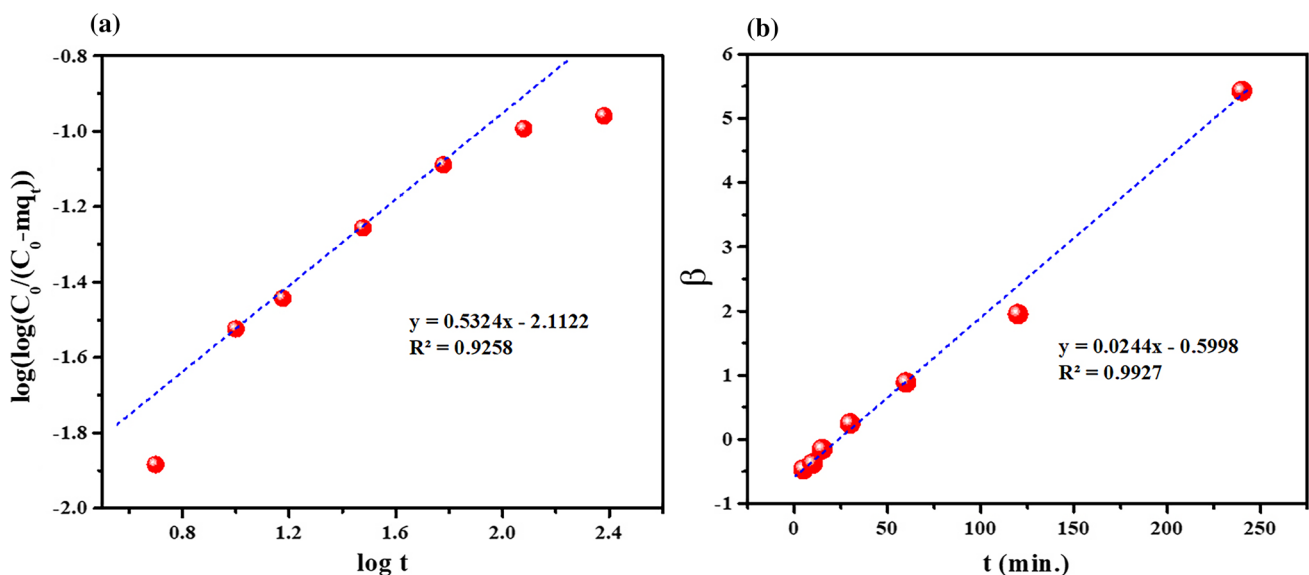 (a)
-0.8
-1.0
-1.2
-1.4
-1.6
-1.8
-2.0
log(log(C₀/(C₀-mqₜ))
y = 0.5324x - 2.1122
R² = 0.9258
0.8 1.2 1.6 2.0 2.4
log t
(b)
6
5
4
3
2
1
0
-1
β
y = 0.0244x - 0.5998
R² = 0.9927
0 50 100 150 200 250
t (min.)